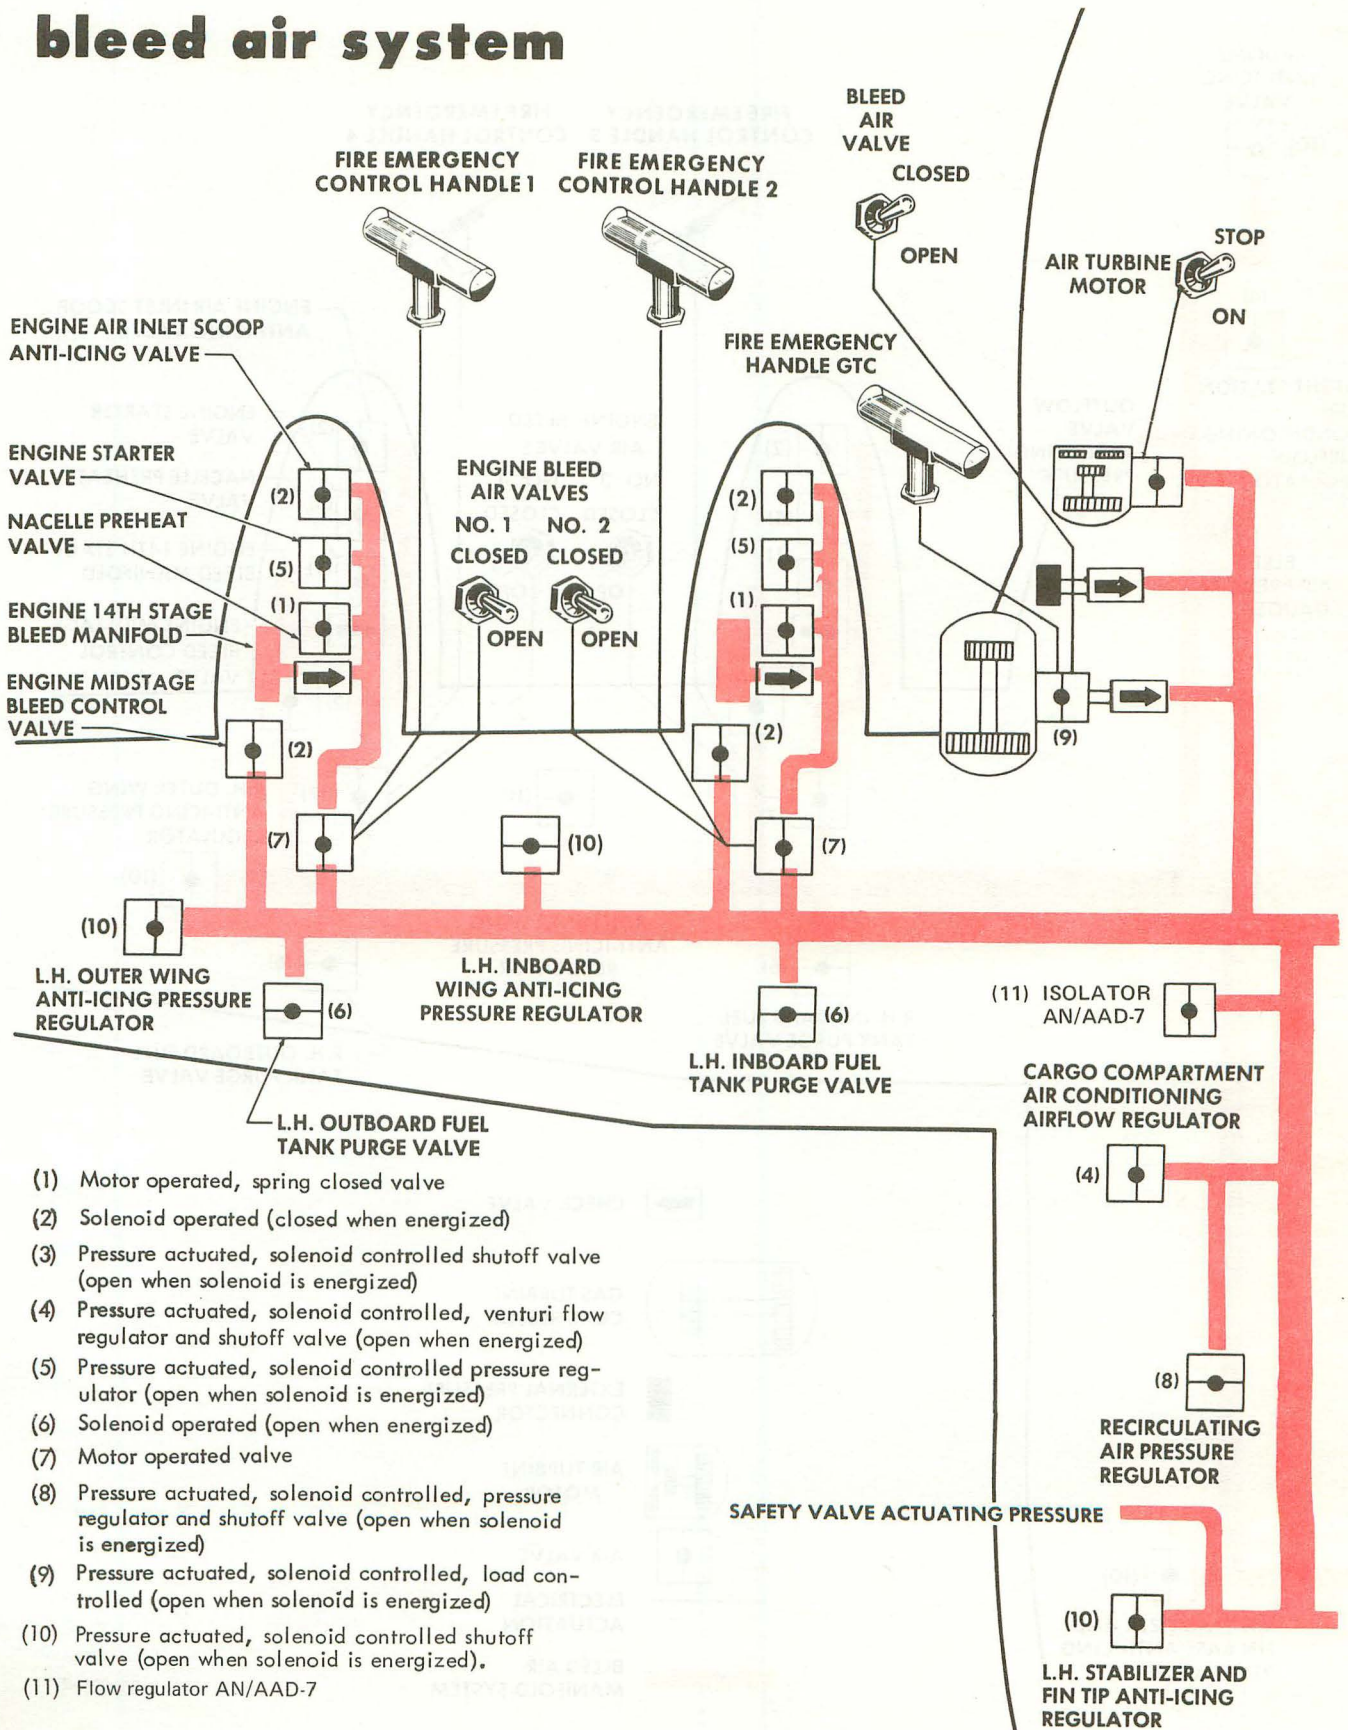 bleed air system
BLEED
AIR
VALVE
CLOSED
OPEN
FIRE EMERGENCY
CONTROL HANDLE 1
FIRE EMERGENCY
CONTROL HANDLE 2
STOP
AIR TURBINE
MOTOR
ON
ENGINE AIR INLET SCOOP
ANTI-ICING VALVE
FIRE EMERGENCY
HANDLE GTC
ENGINE STARTER
VALVE
NACELLE PREHEAT
VALVE
ENGINE 14TH STAGE
BLEED MANIFOLD
ENGINE MIDSTAGE
BLEED CONTROL
VALVE
(2)
(5)
(1)
(2)
(7)
ENGINE BLEED
AIR VALVES
NO. 1 NO. 2
CLOSED CLOSED
OPEN OPEN
(2)
(5)
(1)
(2)
(7)
(9)
(10)
(10)
L.H. OUTER WING
ANTI-ICING PRESSURE
REGULATOR
(6)
L.H. INBOARD
WING ANTI-ICING
PRESSURE REGULATOR
(6)
L.H. INBOARD FUEL
TANK PURGE VALVE
L.H. OUTBOARD FUEL
TANK PURGE VALVE
(11) ISOLATOR
AN/AAD-7
CARGO COMPARTMENT
AIR CONDITIONING
AIRFLOW REGULATOR
(4)
(8)
RECIRCULATING
AIR PRESSURE
REGULATOR
SAFETY VALVE ACTUATING PRESSURE
(10)
L.H. STABILIZER AND
FIN TIP ANTI-ICING
REGULATOR
(1) Motor operated, spring closed valve
(2) Solenoid operated (closed when energized)
(3) Pressure actuated, solenoid controlled shutoff valve
(open when solenoid is energized)
(4) Pressure actuated, solenoid controlled, venturi flow
regulator and shutoff valve (open when energized)
(5) Pressure actuated, solenoid controlled pressure reg-
ulator (open when solenoid is energized)
(6) Solenoid operated (open when energized)
(7) Motor operated valve
(8) Pressure actuated, solenoid controlled, pressure
regulator and shutoff valve (open when solenoid
is energized)
(9) Pressure actuated, solenoid controlled, load con-
trolled (open when solenoid is energized)
(10) Pressure actuated, solenoid controlled shutoff
valve (open when solenoid is energized).
(11) Flow regulator AN/AAD-7